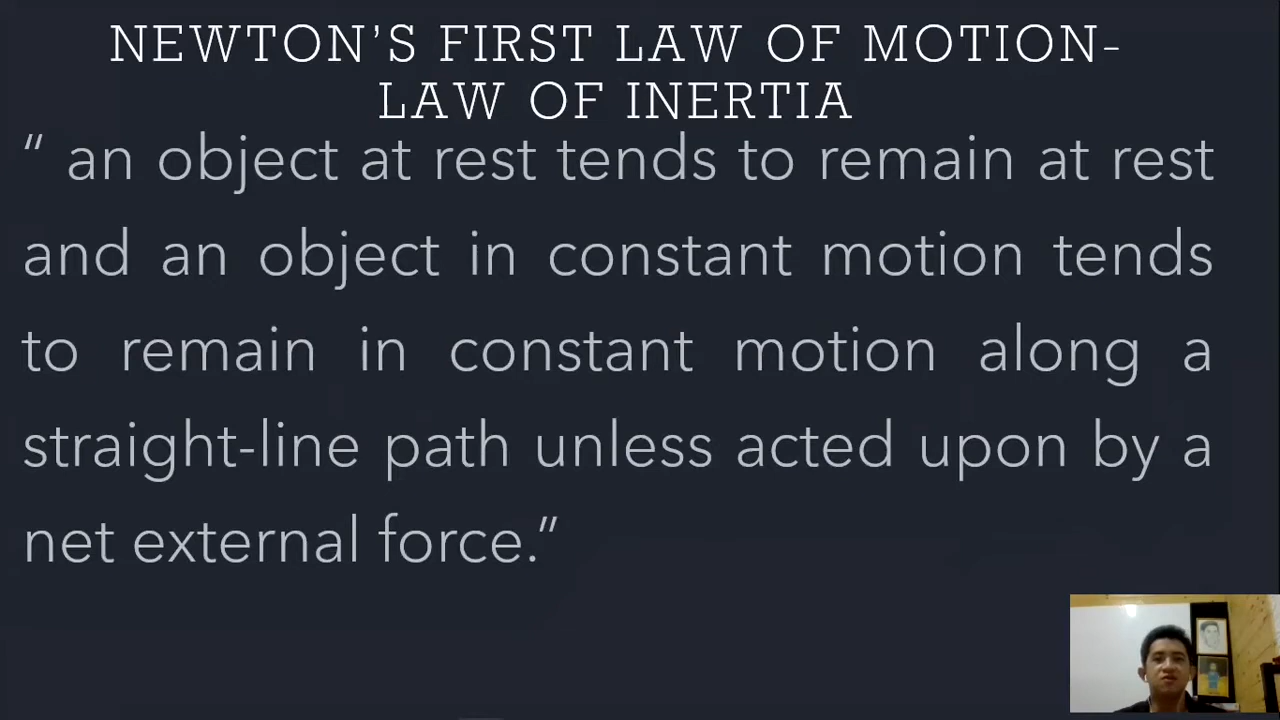 NEWTON’S FIRST LAW OF MOTION-
LAW OF INERTIA
“ an object at rest tends to remain at rest
and an object in constant motion tends
to remain in constant motion along a
straight-line path unless acted upon by a
net external force.”